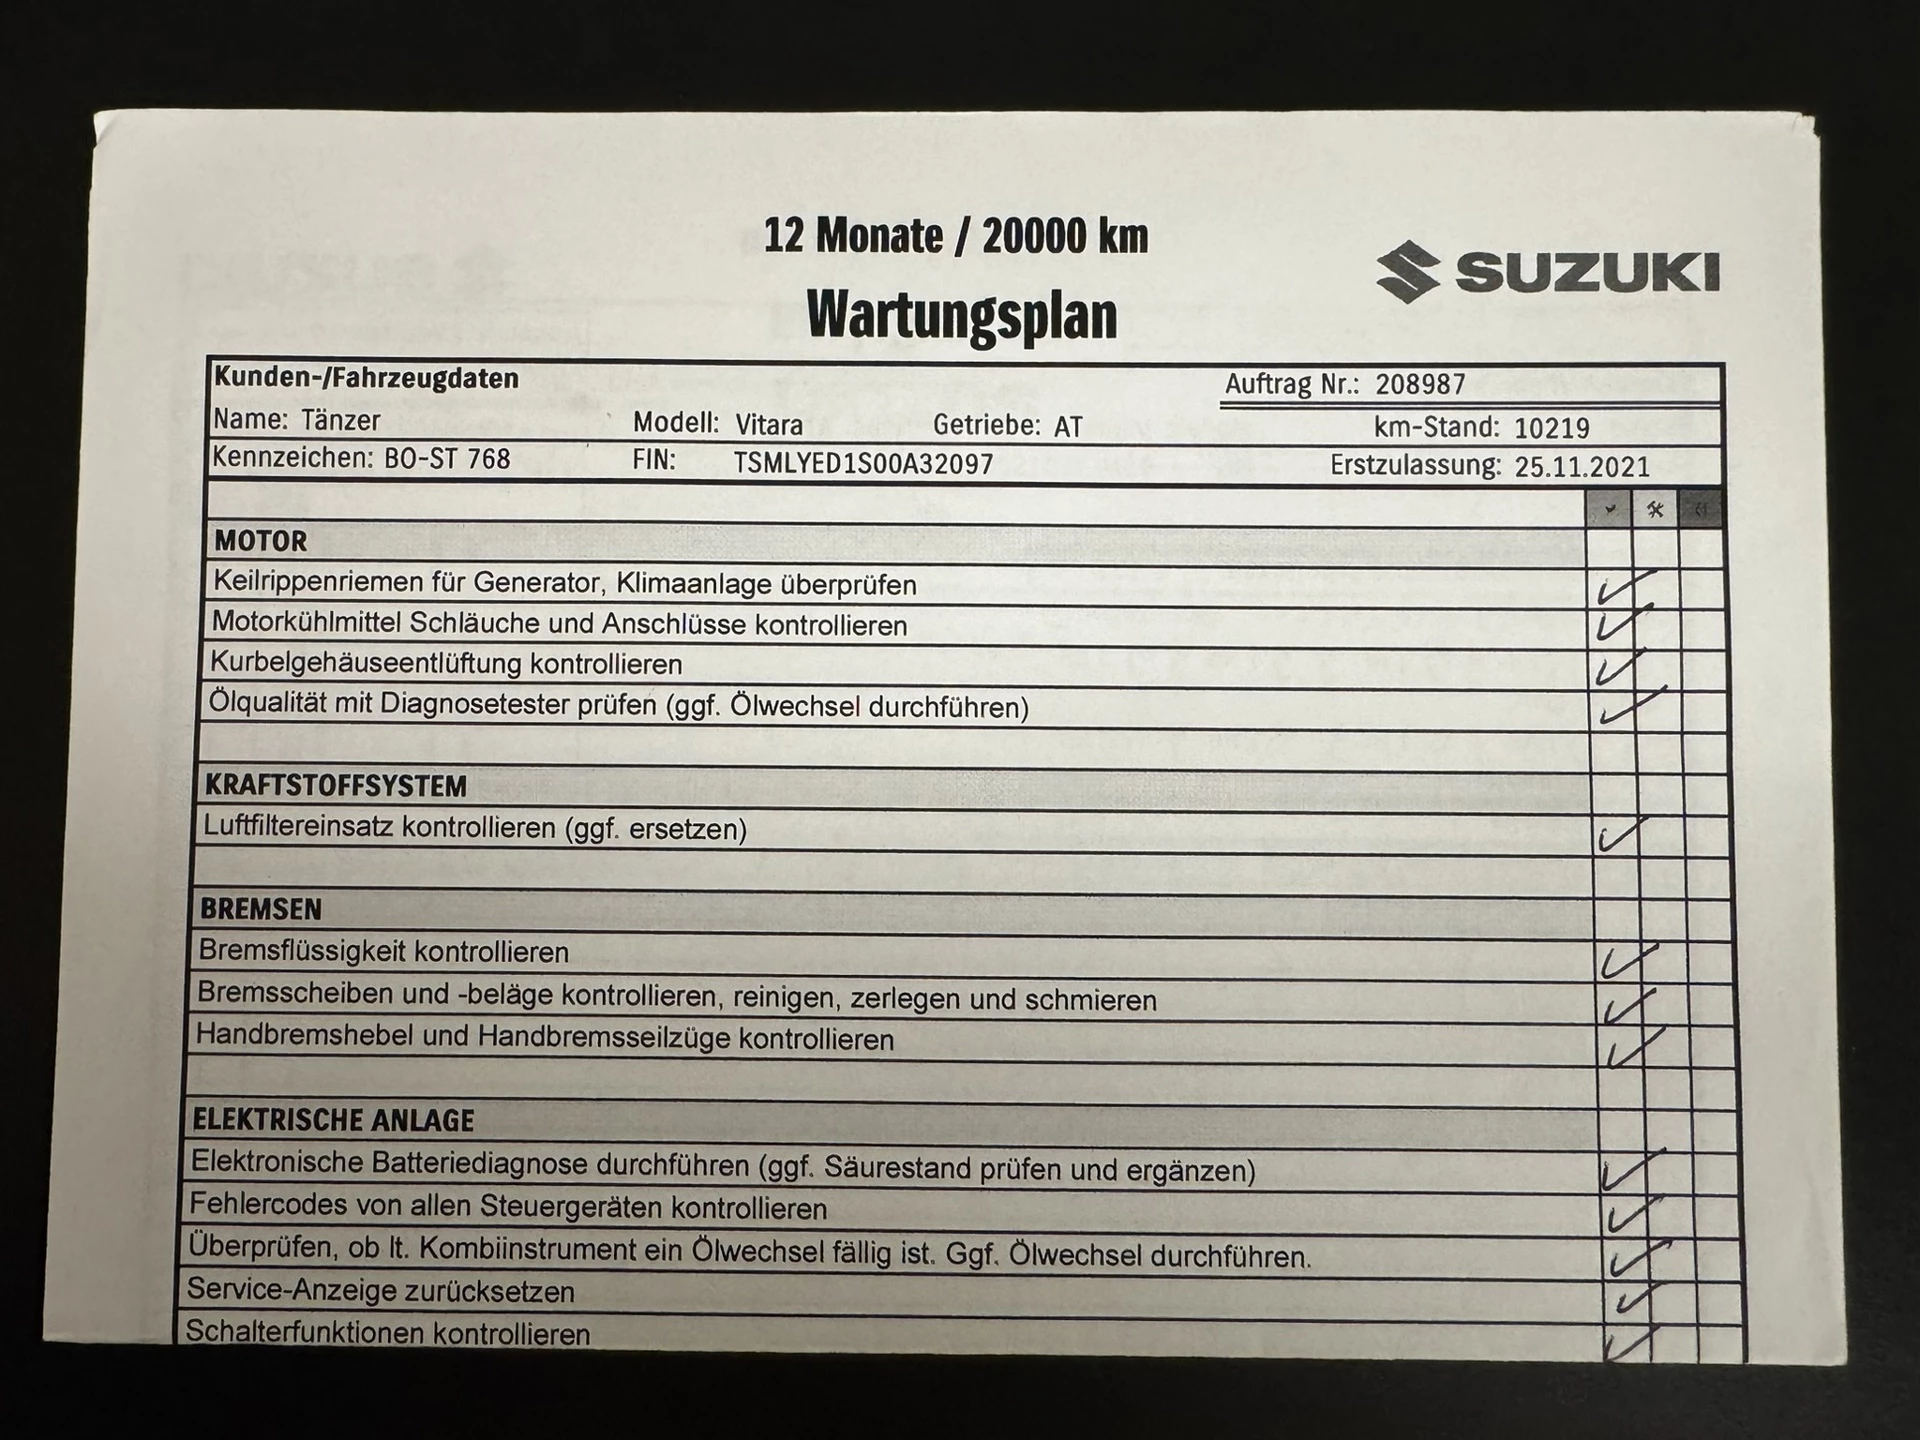 12 Monate / 20000 km
SUZUKI
Wartungsplan
Kunden-/Fahrzeugdaten Auftrag Nr.: 208987
Name: Tänzer Modell: Vitara Getriebe: AT km-Stand: 10219
Kennzeichen: BO-ST 768 FIN: TSMLYED1S00A32097 Erstzulassung: 25.11.2021
MOTOR
Keilrippenriemen für Generator, Klimaanlage überprüfen
Motorkühlmittel Schläuche und Anschlüsse kontrollieren
Kurbelgehäuseentlüftung kontrollieren
Ölqualität mit Diagnosetester prüfen (ggf. Ölwechsel durchführen)
KRAFTSTOFFSYSTEM
Luftfiltereinsatz kontrollieren (ggf. ersetzen)
BREMSEN
Bremsflüssigkeit kontrollieren
Bremsscheiben und -beläge kontrollieren, reinigen, zerlegen und schmieren
Handbremshebel und Handbremsseilzüge kontrollieren
ELEKTRISCHE ANLAGE
Elektronische Batteriediagnose durchführen (ggf. Säurestand prüfen und ergänzen)
Fehlercodes von allen Steuergeräten kontrollieren
Überprüfen, ob lt. Kombiinstrument ein Ölwechsel fällig ist. Ggf. Ölwechsel durchführen.
Service-Anzeige zurücksetzen
Schalterfunktionen kontrollieren